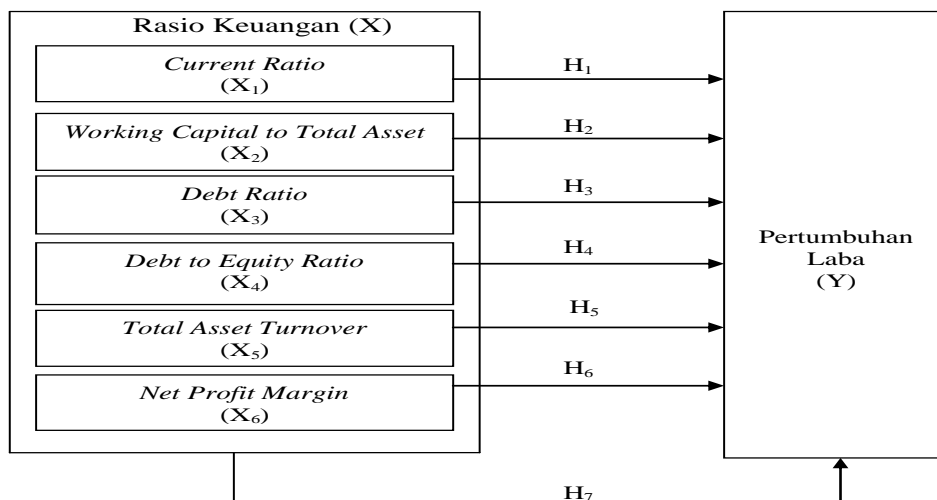 Rasio Keuangan (X)
Current Ratio
(X₁)
H₁
Working Capital to Total Asset
(X₂)
H₂
Debt Ratio
(X₃)
H₃
Debt to Equity Ratio
(X₄)
H₄
Total Asset Turnover
(X₅)
H₅
Net Profit Margin
(X₆)
H₆
Pertumbuhan
Laba
(Y)
H₇